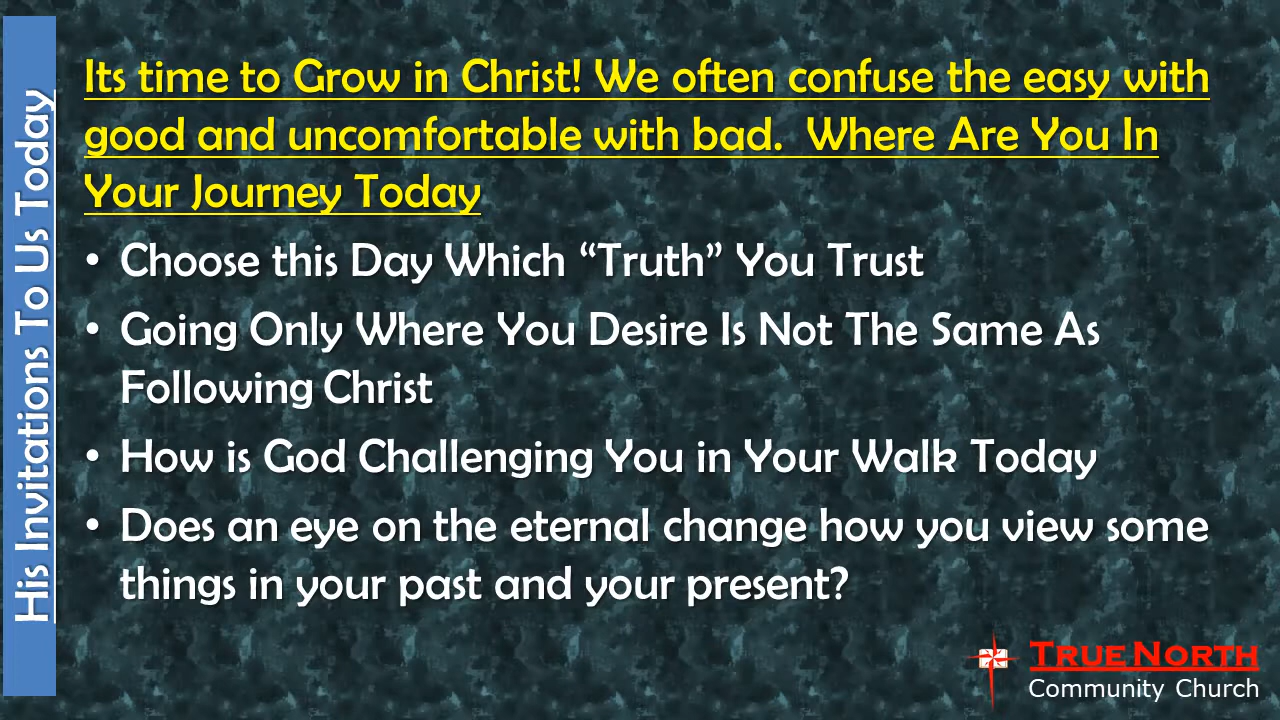 His Invitations To Us Today
Its time to Grow in Christ! We often confuse the easy with
good and uncomfortable with bad.  Where Are You In
Your Journey Today
• Choose this Day Which “Truth” You Trust
• Going Only Where You Desire Is Not The Same As
Following Christ
• How is God Challenging You in Your Walk Today
• Does an eye on the eternal change how you view some
things in your past and your present?
TRUE NORTH
Community Church